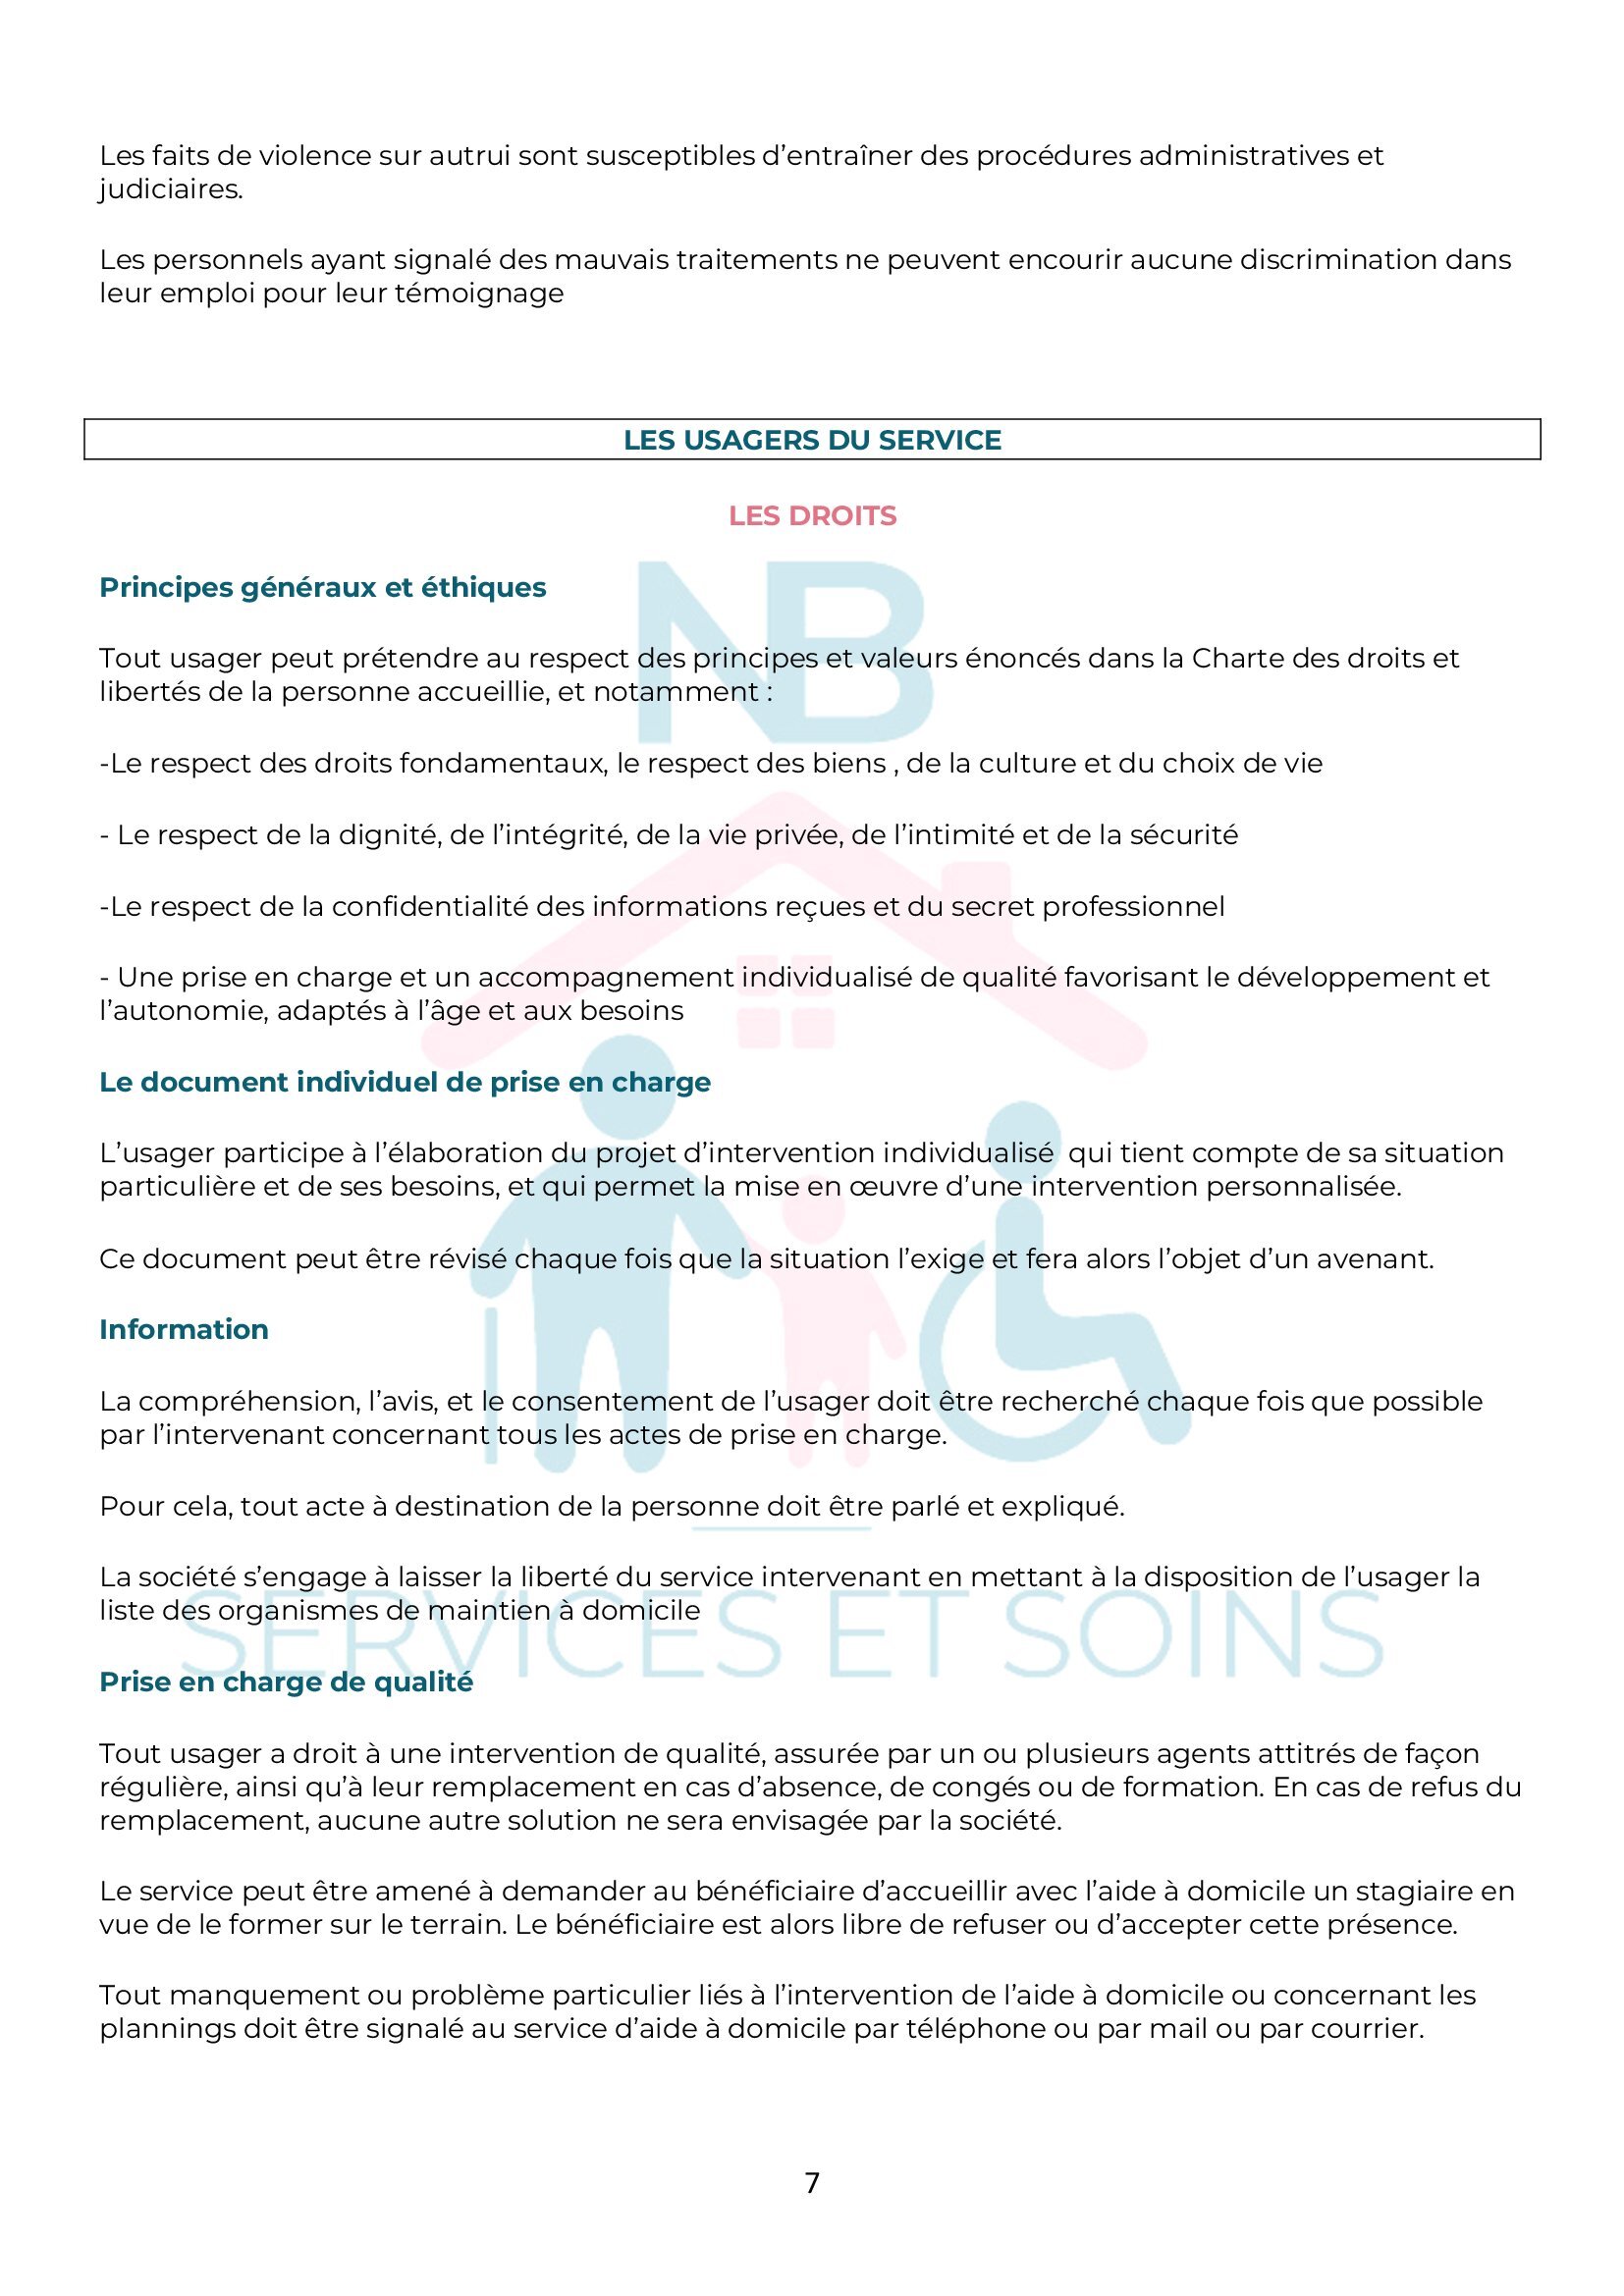 Les faits de violence sur autrui sont susceptibles d’entraîner des procédures administratives et
judiciaires.
Les personnels ayant signalé des mauvais traitements ne peuvent encourir aucune discrimination dans
leur emploi pour leur témoignage
LES USAGERS DU SERVICE
LES DROITS
NB
Principes généraux et éthiques
Tout usager peut prétendre au respect des principes et valeurs énoncés dans la Charte des droits et
libertés de la personne accueillie, et notamment :
-Le respect des droits fondamentaux, le respect des biens , de la culture et du choix de vie
- Le respect de la dignité, de l’intégrité, de la vie privée, de l’intimité et de la sécurité
-Le respect de la confidentialité des informations reçues et du secret professionnel
- Une prise en charge et un accompagnement individualisé de qualité favorisant le développement et
l’autonomie, adaptés à l’âge et aux besoins
Le document individuel de prise en charge
L’usager participe à l’élaboration du projet d’intervention individualisé  qui tient compte de sa situation
particulière et de ses besoins, et qui permet la mise en œuvre d’une intervention personnalisée.
Ce document peut être révisé chaque fois que la situation l’exige et fera alors l’objet d’un avenant.
Information
La compréhension, l’avis, et le consentement de l’usager doit être recherché chaque fois que possible
par l’intervenant concernant tous les actes de prise en charge.
Pour cela, tout acte à destination de la personne doit être parlé et expliqué.
La société s’engage à laisser la liberté du service intervenant en mettant à la disposition de l’usager la
liste des organismes de maintien à domicile
SERVICES ET SOINS
Prise en charge de qualité
Tout usager a droit à une intervention de qualité, assurée par un ou plusieurs agents attitrés de façon
régulière, ainsi qu’à leur remplacement en cas d’absence, de congés ou de formation. En cas de refus du
remplacement, aucune autre solution ne sera envisagée par la société.
Le service peut être amené à demander au bénéficiaire d’accueillir avec l’aide à domicile un stagiaire en
vue de le former sur le terrain. Le bénéficiaire est alors libre de refuser ou d’accepter cette présence.
Tout manquement ou problème particulier liés à l’intervention de l’aide à domicile ou concernant les
plannings doit être signalé au service d’aide à domicile par téléphone ou par mail ou par courrier.
7